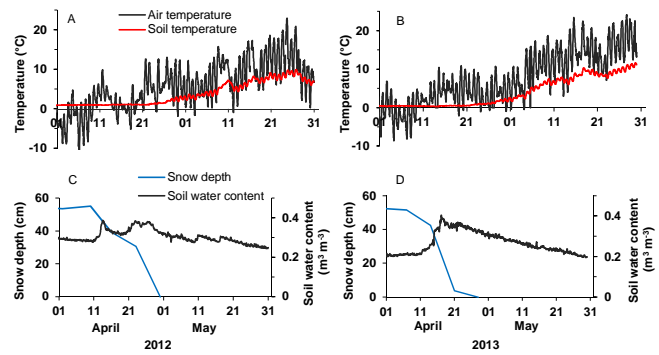 A
Air temperature
Soil temperature
Temperature (°C)
20
10
0
-10
01 11 21 01 11 21 31
B
Air temperature
Soil temperature
Temperature (°C)
20
10
0
-10
01 11 21 01 11 21 31
C
Snow depth
Soil water content
Snow depth (cm)
60
40
20
0
0.4
0.2
0
Soil water content
(m³ m⁻³)
01 11 21 01 11 21 31
April May
2012
D
Snow depth (cm)
60
40
20
0
0.4
0.2
0
Soil water content
(m³ m⁻³)
01 11 21 01 11 21 31
April May
2013